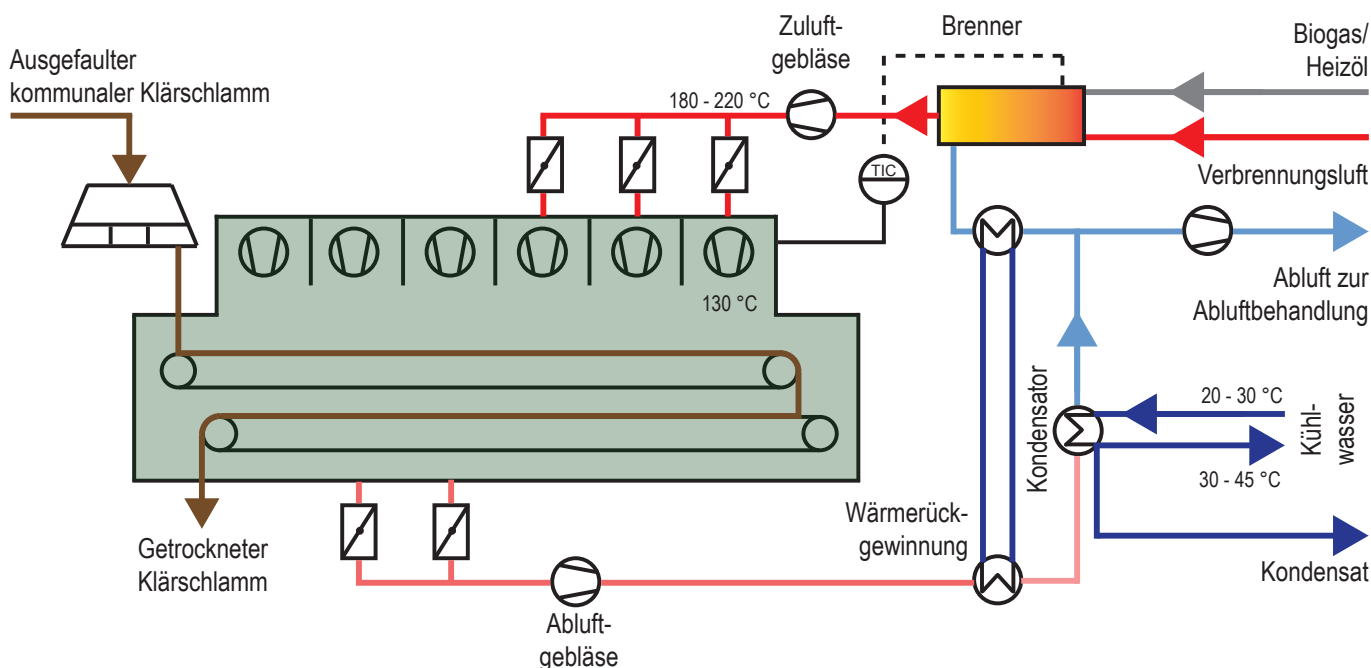 Ausgefaulter
kommunaler Klärschlamm
Zuluft-
gebläse
Brenner
Biogas/
Heizöl
180 - 220 °C
TIC
Verbrennungsluft
130 °C
Abluft zur
Abluftbehandlung
Kondensator
20 - 30 °C
Kühl-
wasser
30 - 45 °C
Wärmerück-
gewinnung
Getrockneter
Klärschlamm
Kondensat
Abluft-
gebläse